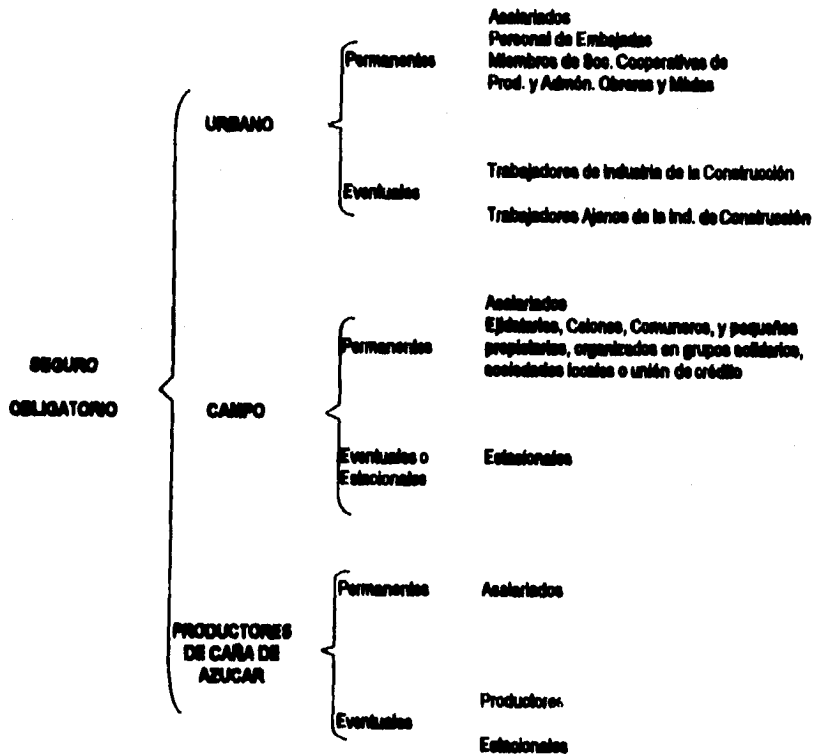 Asalariados
Personal de Embajadas
Permanentes
Miembros de Soc. Cooperativas de
Prod. y Admón. Obreras y Mixtas
URBANO
Trabajadores de Industria de la Construcción
Eventuales
Trabajadores Ajenos de la Ind. de Construcción
Asalariados
Ejidatarios, Colonos, Comuneros, y pequeños
Permanentes
propietarios, organizados en grupos solidarios,
sociedades locales o unión de crédito
SEGURO
OBLIGATORIO
CAMPO
Eventuales o
Estacionales
Estacionales
Permanentes
Asalariados
PRODUCTORES
DE CAÑA DE
AZUCAR
Productores
Eventuales
Estacionales